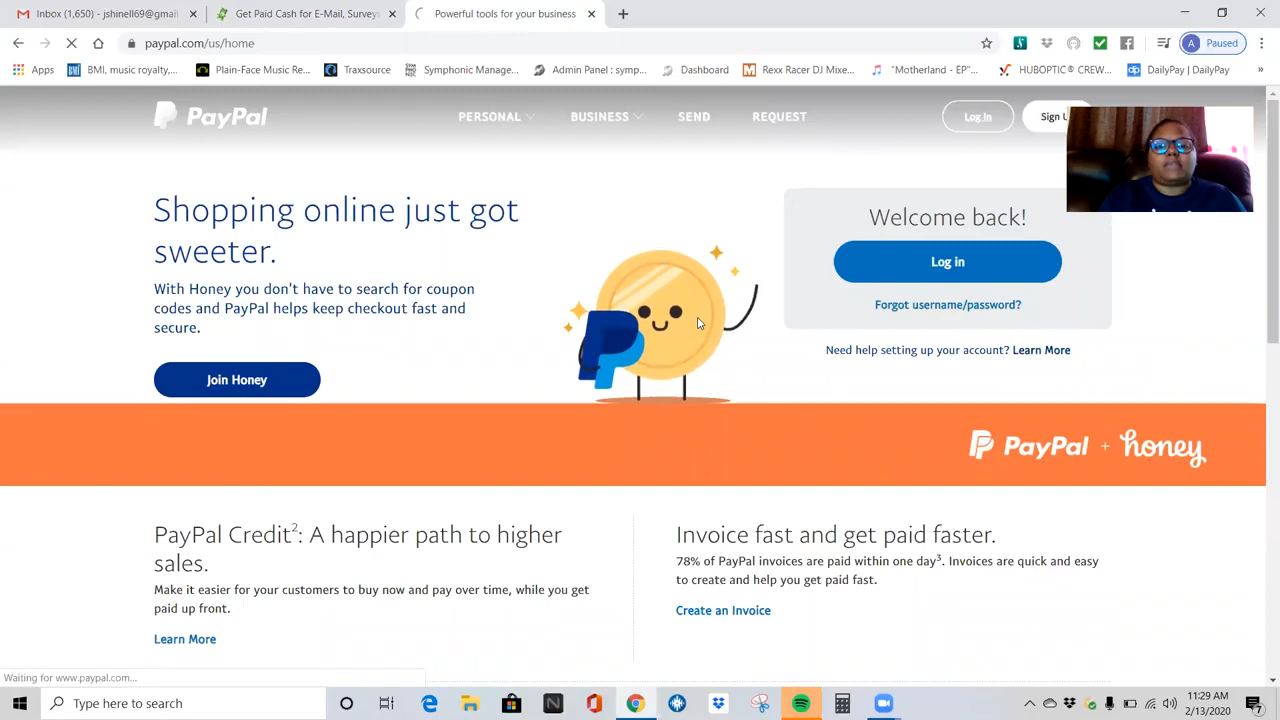 Inbox (1,650) - jshinell69@gmail
Get Paid Cash for E-Mail, Surveys
Powerful tools for your business
paypal.com/us/home
A
Paused
Apps
BMI, music royalty,...
Plain-Face Music Re...
Traxsource
Symphonic Manage...
Admin Panel : symp...
Dashboard
Rexx Racer DJ Mixe...
"Motherland - EP"...
HUBOPTIC® CREW...
DailyPay | DailyPay
»
PayPal
PERSONAL
BUSINESS
SEND
REQUEST
Log In
Sign U
Shopping online just got
sweeter.
With Honey you don't have to search for coupon
codes and PayPal helps keep checkout fast and
secure.
Join Honey
Welcome back!
Log in
Forgot username/password?
Need help setting up your account? Learn More
PayPal + honey
PayPal Credit²: A happier path to higher
sales.
Make it easier for your customers to buy now and pay over time, while you get
paid up front.
Learn More
Invoice fast and get paid faster.
78% of PayPal invoices are paid within one day³. Invoices are quick and easy
to create and help you get paid fast.
Create an Invoice
Waiting for www.paypal.com...
Type here to search
11:29 AM
2/13/2020